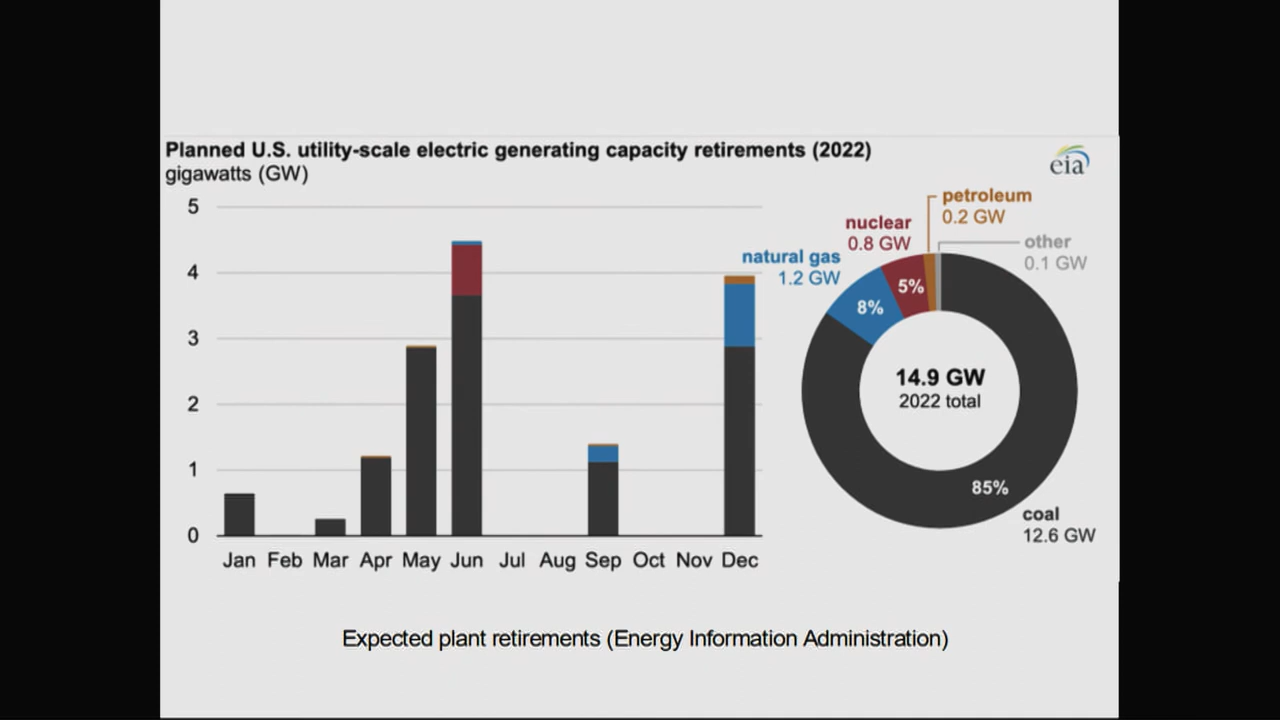 Planned U.S. utility-scale electric generating capacity retirements (2022)
gigawatts (GW)
eia
5
4
3
2
1
0
Jan Feb Mar Apr May Jun Jul Aug Sep Oct Nov Dec
petroleum
0.2 GW
nuclear
0.8 GW
other
0.1 GW
natural gas
1.2 GW
5%
8%
14.9 GW
2022 total
85%
coal
12.6 GW
Expected plant retirements (Energy Information Administration)